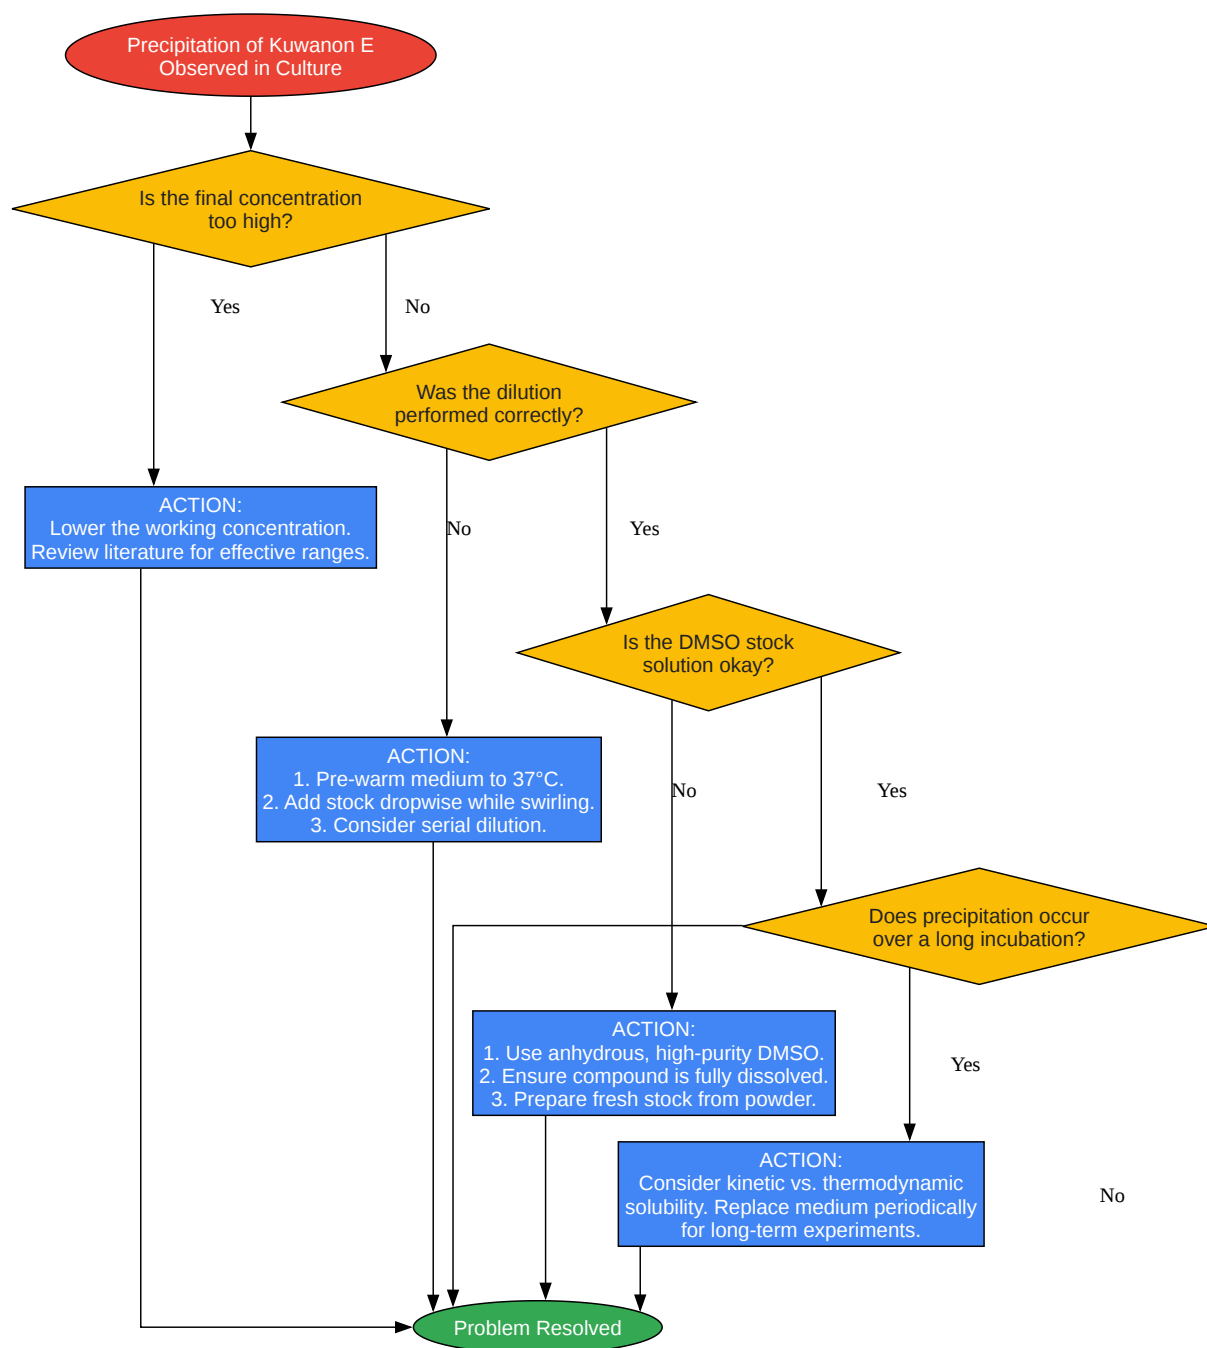 Precipitation of Kuwanon E
Observed in Culture
Is the final concentration
too high?
Yes
No
Was the dilution
performed correctly?
ACTION:
Lower the working concentration.
Review literature for effective ranges.
No
Yes
Is the DMSO stock
solution okay?
ACTION:
1. Pre-warm medium to 37°C.
2. Add stock dropwise while swirling.
3. Consider serial dilution.
No
Yes
Does precipitation occur
over a long incubation?
ACTION:
1. Use anhydrous, high-purity DMSO.
2. Ensure compound is fully dissolved.
3. Prepare fresh stock from powder.
Yes
ACTION:
Consider kinetic vs. thermodynamic
solubility. Replace medium periodically
for long-term experiments.
No
Problem Resolved